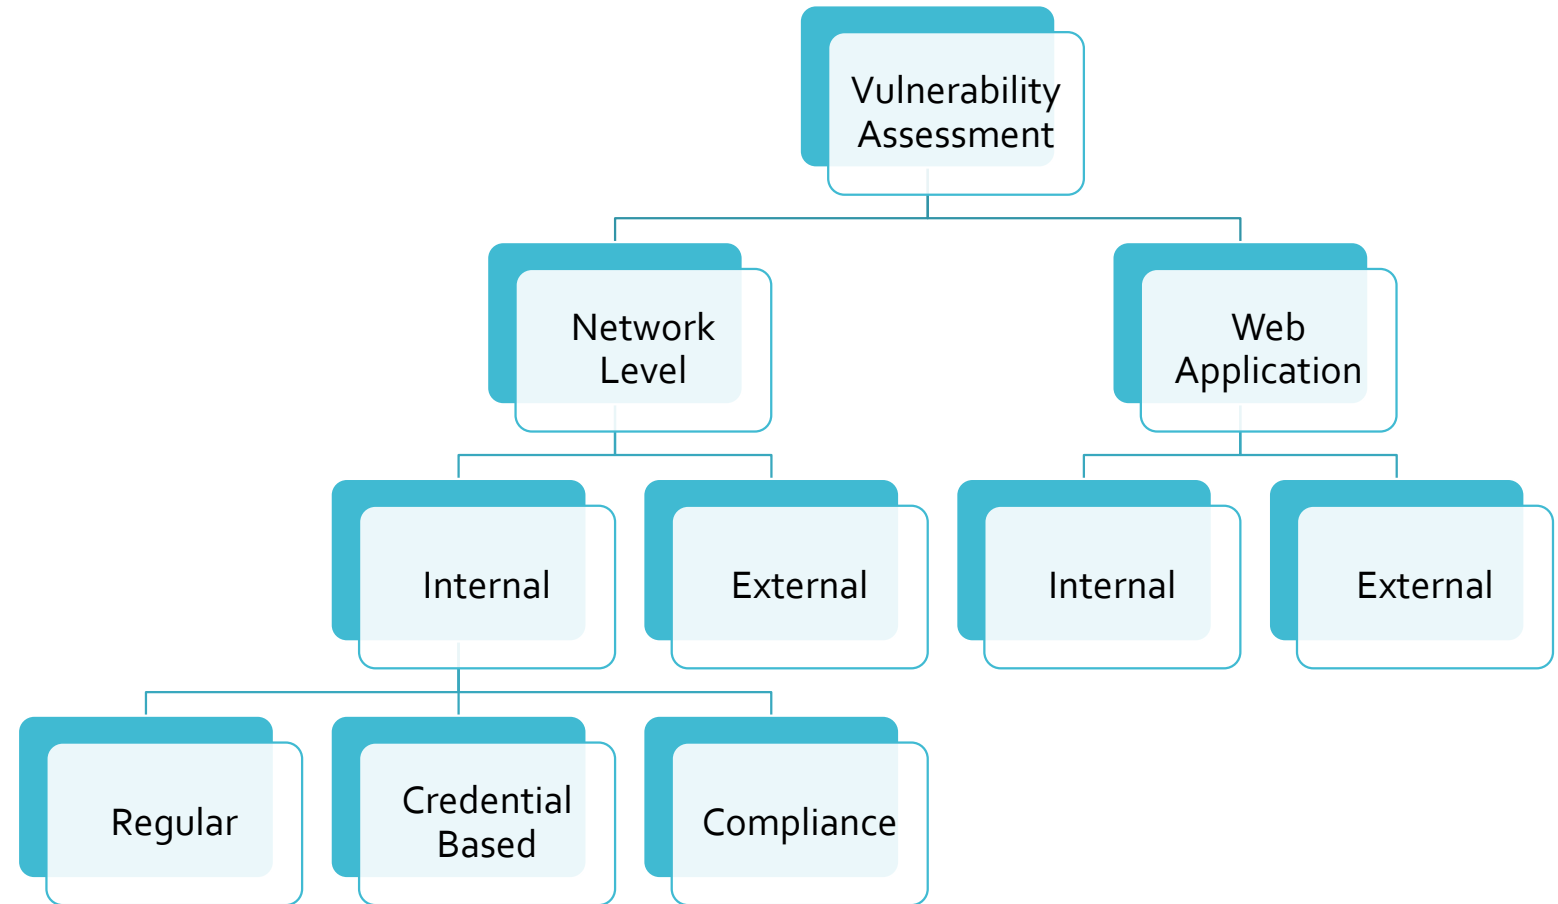 Vulnerability
Assessment
Network
Level
Web
Application
Internal
External
Internal
External
Regular
Credential
Based
Compliance